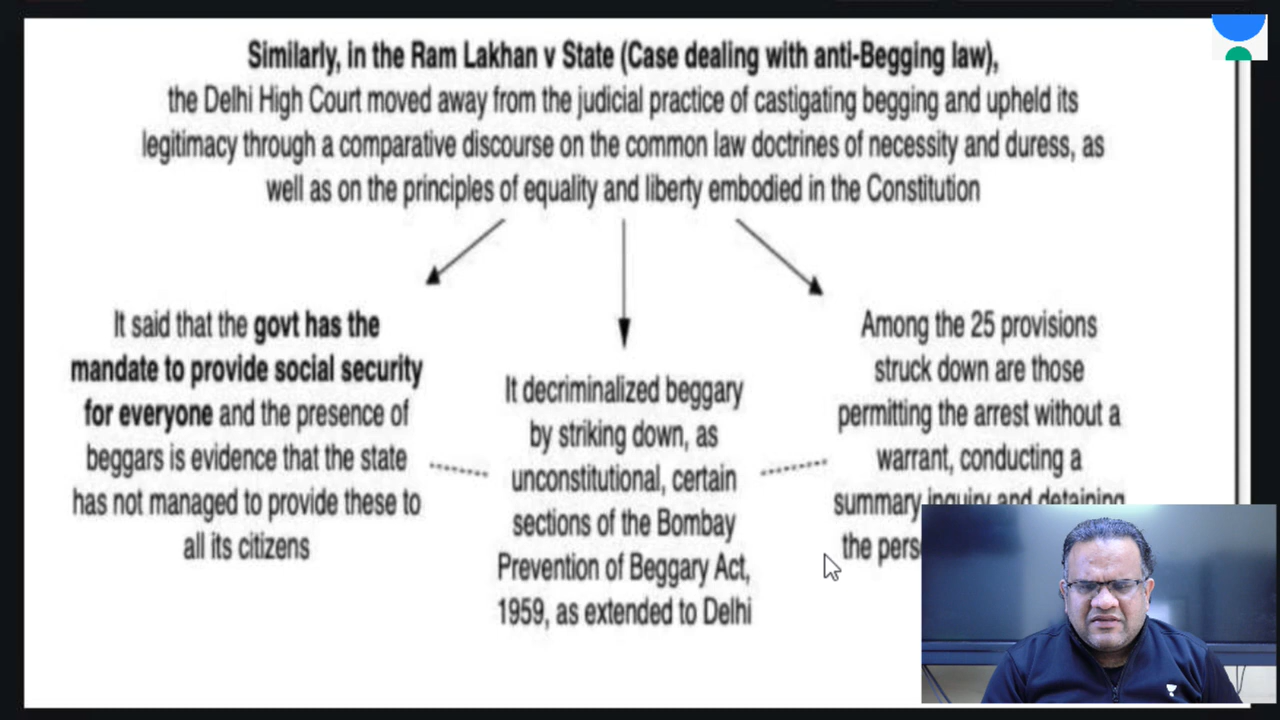 Similarly, in the Ram Lakhan v State (Case dealing with anti-Begging law),
the Delhi High Court moved away from the judicial practice of castigating begging and upheld its
legitimacy through a comparative discourse on the common law doctrines of necessity and duress, as
well as on the principles of equality and liberty embodied in the Constitution
It said that the govt has the
mandate to provide social security
for everyone and the presence of
beggars is evidence that the state
has not managed to provide these to
all its citizens
It decriminalized beggary
by striking down, as
unconstitutional, certain
sections of the Bombay
Prevention of Beggary Act,
1959, as extended to Delhi
Among the 25 provisions
struck down are those
permitting the arrest without a
warrant, conducting a
summary inquiry and detaining
the